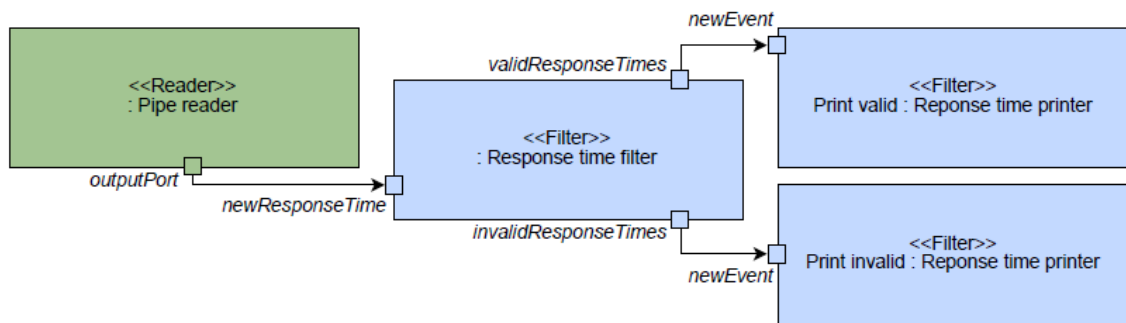 <<Reader>>
: Pipe reader
outputPort
newResponseTime
validResponseTimes
<<Filter>>
: Response time filter
invalidResponseTimes
newEvent
<<Filter>>
Print valid : Reponse time printer
<<Filter>>
Print invalid : Reponse time printer
newEvent